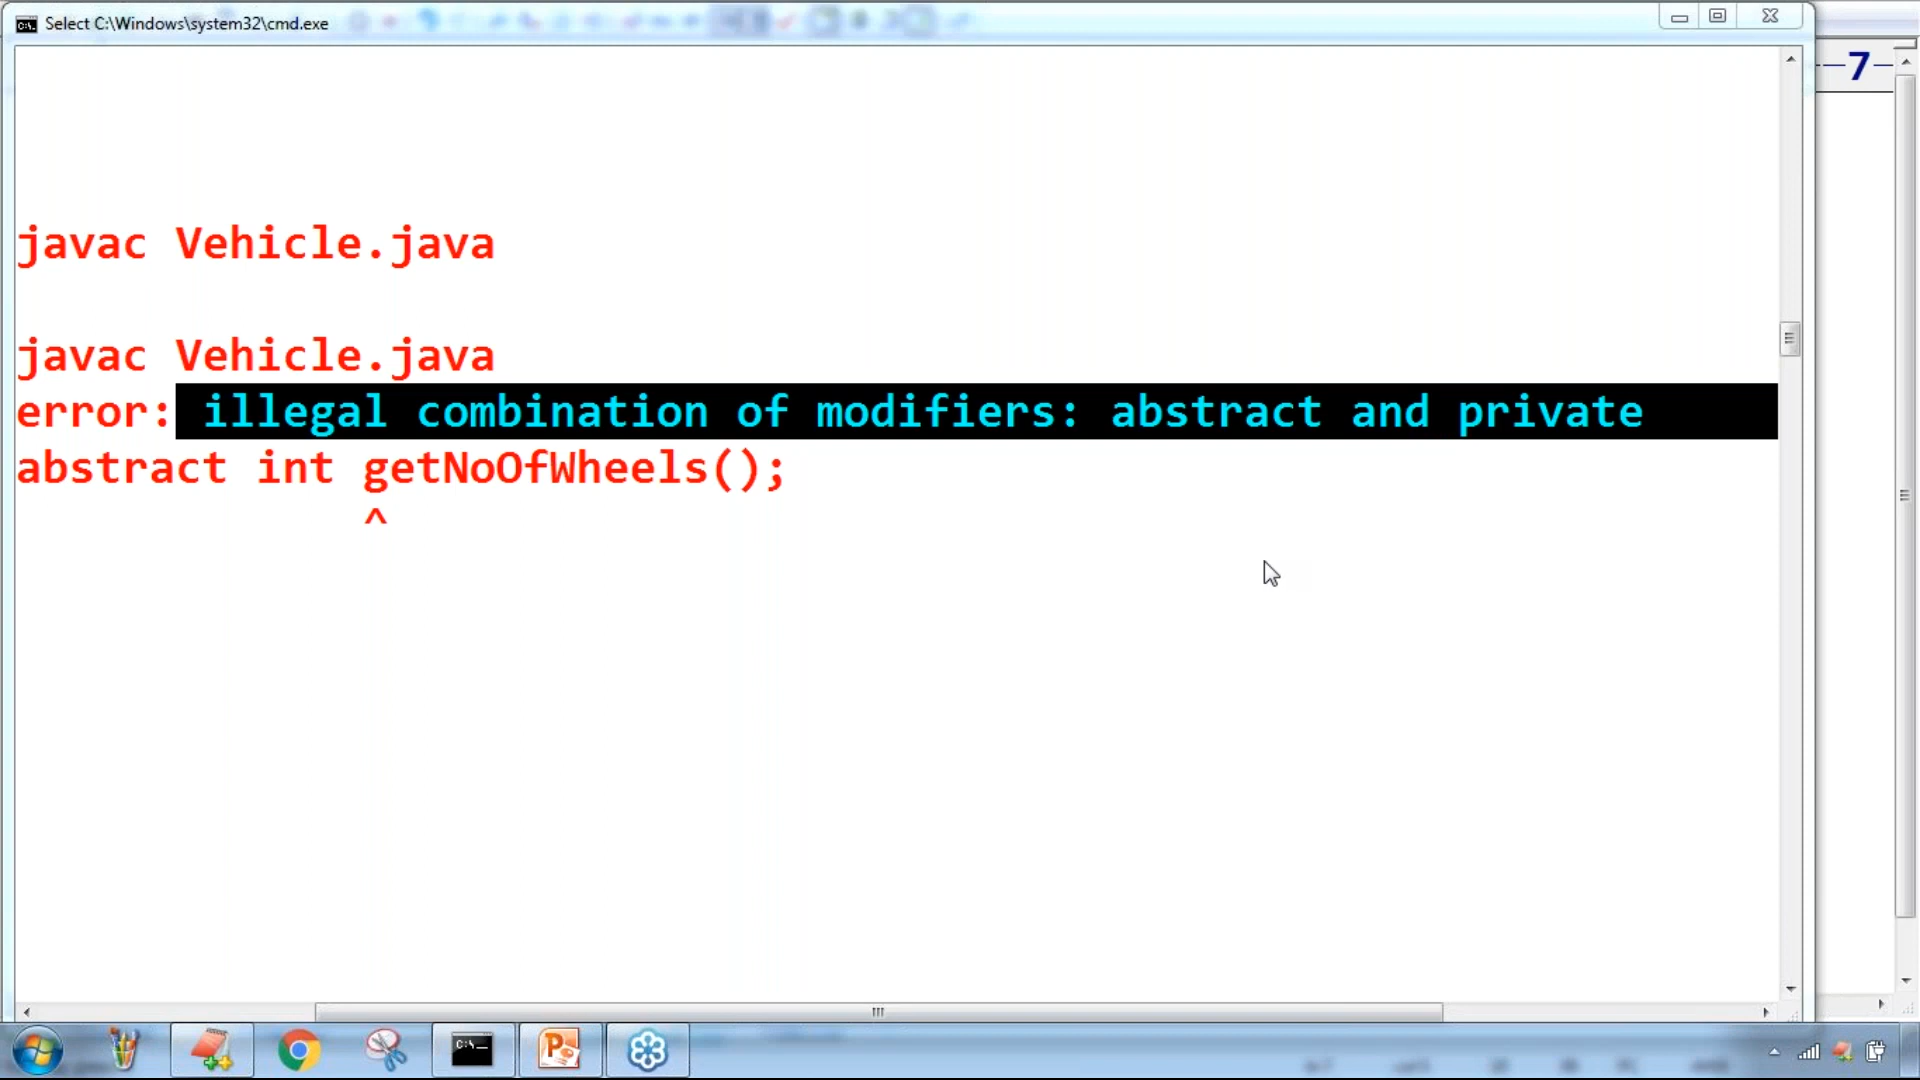 Select C:\Windows\system32\cmd.exe
7
javac Vehicle.java
javac Vehicle.java
error: illegal combination of modifiers: abstract and private
abstract int getNoOfWheels();
^